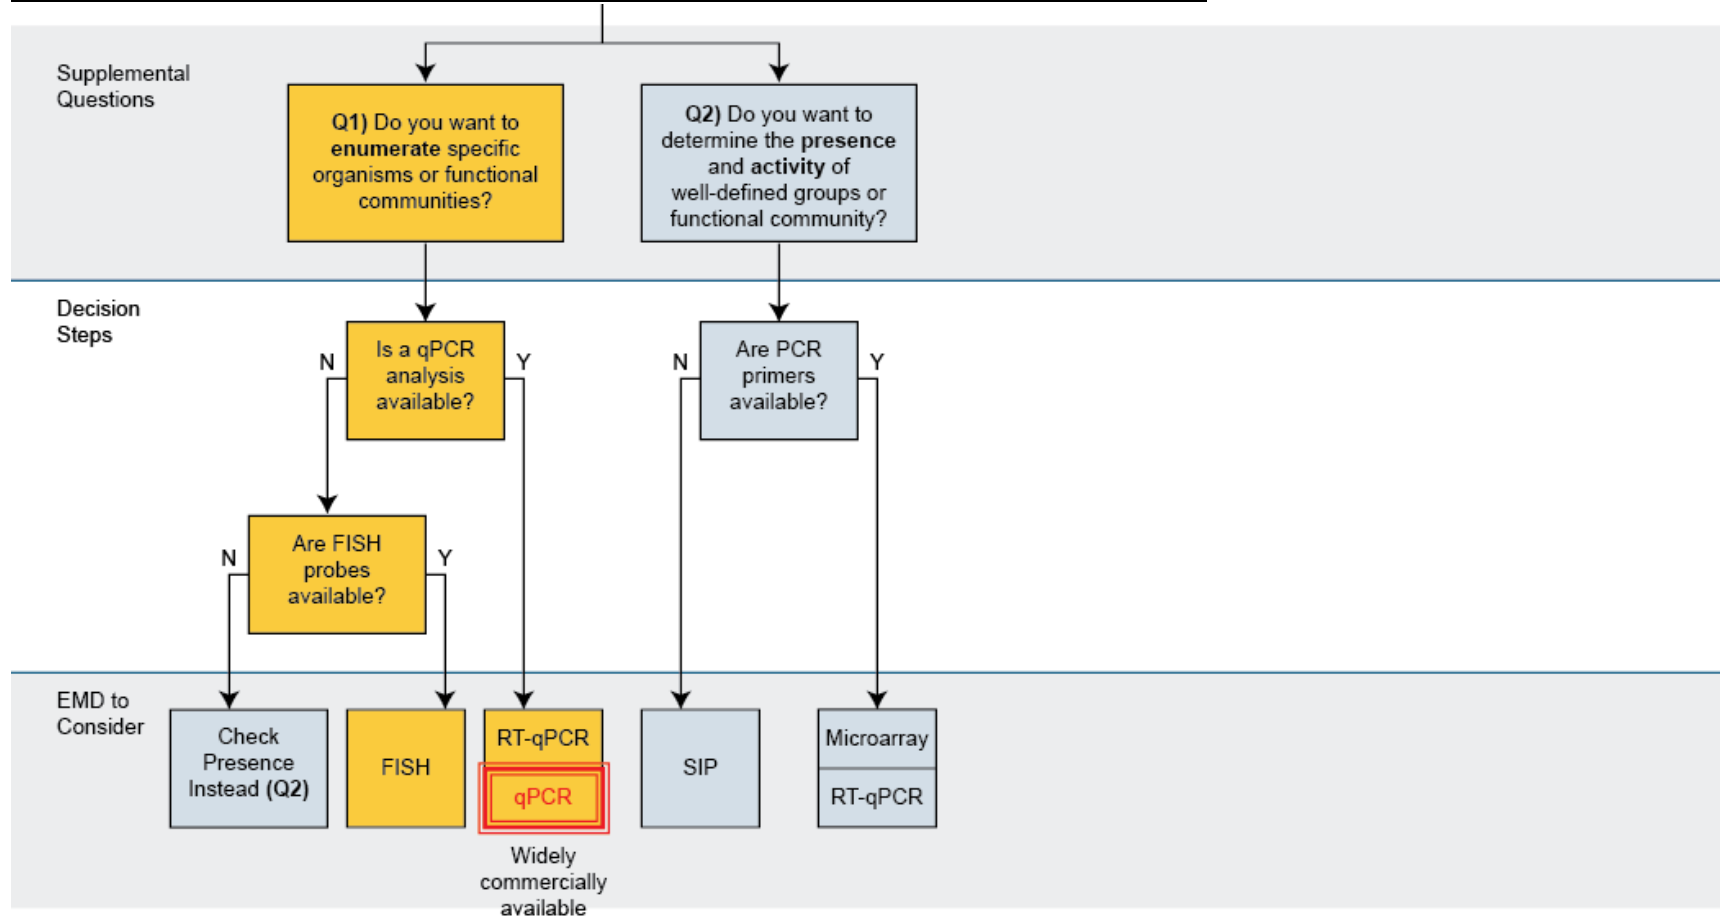 Supplemental
Questions
Q1) Do you want to
enumerate specific
organisms or functional
communities?
Q2) Do you want to
determine the presence
and activity of
well-defined groups or
functional community?
Decision
Steps
N
Is a qPCR
analysis
available?
Y
N
Are PCR
primers
available?
Y
N
Are FISH
probes
available?
Y
EMD to
Consider
Check
Presence
Instead (Q2)
FISH
RT-qPCR
qPCR
SIP
Microarray
RT-qPCR
Widely
commercially
available